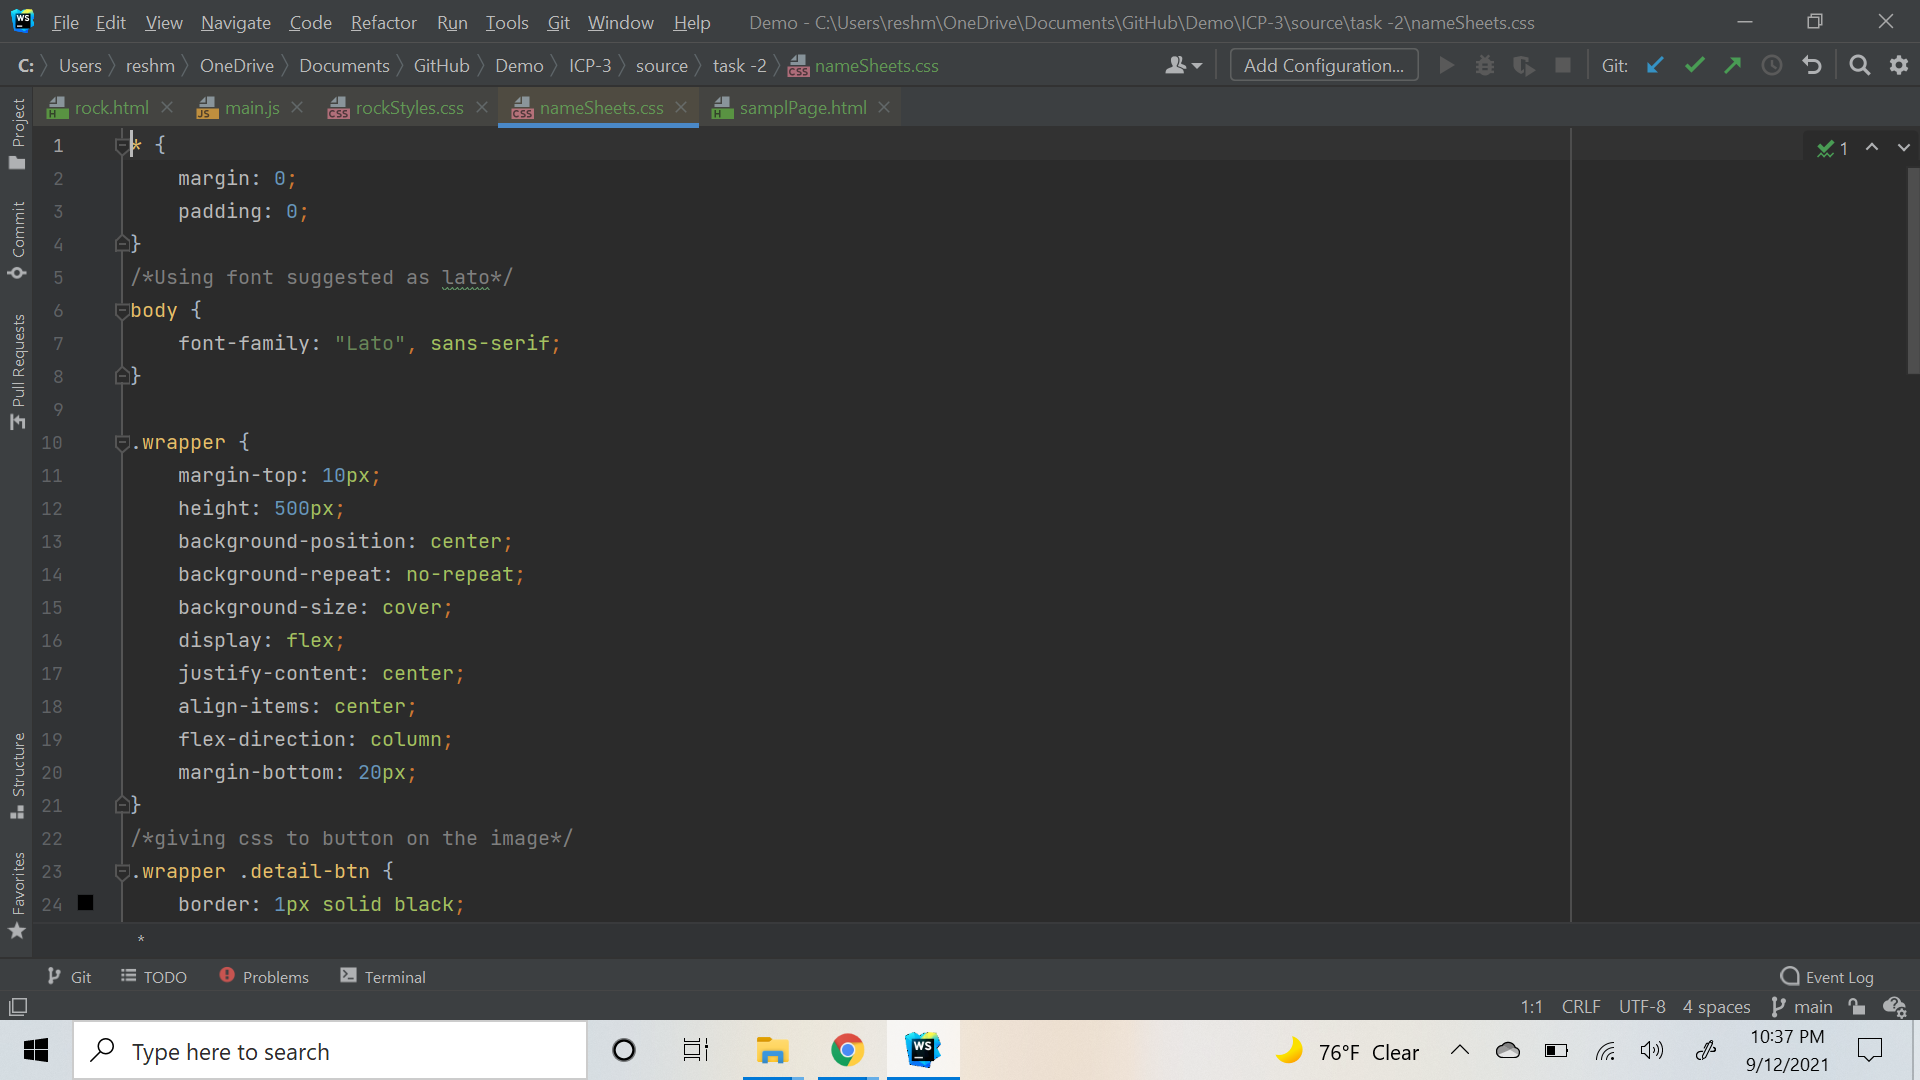 WS File Edit View Navigate Code Refactor Run Tools Git Window Help Demo - C:\Users\reshm\OneDrive\Documents\GitHub\Demo\ICP-3\source\task -2\nameSheets.css
C: Users reshm OneDrive Documents GitHub Demo ICP-3 source task -2 CSS nameSheets.css Add Configuration... Git:
H rock.html JS main.js CSS rockStyles.css CSS nameSheets.css H samplPage.html
Project
Commit
Pull Requests
Structure
Favorites
1 * {
2 margin: 0;
3 padding: 0;
4 }
5 /*Using font suggested as lato*/
6 body {
7 font-family: "Lato", sans-serif;
8 }
9
10 .wrapper {
11 margin-top: 10px;
12 height: 500px;
13 background-position: center;
14 background-repeat: no-repeat;
15 background-size: cover;
16 display: flex;
17 justify-content: center;
18 align-items: center;
19 flex-direction: column;
20 margin-bottom: 20px;
21 }
22 /*giving css to button on the image*/
23 .wrapper .detail-btn {
24 border: 1px solid black;
1
*
Git TODO Problems Terminal Event Log
1:1 CRLF UTF-8 4 spaces main
Type here to search WS 76°F Clear 10:37 PM
9/12/2021